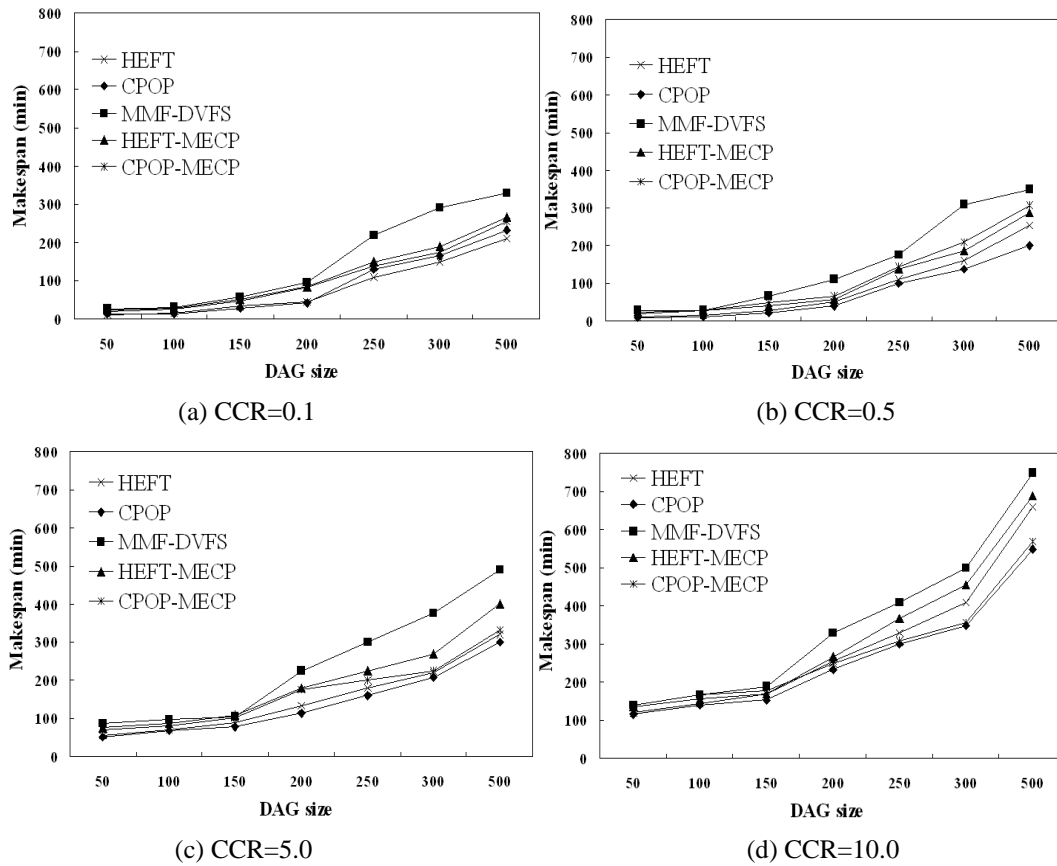 Makespan (min)
800
700
600
500
400
300
200
100
0
HEFT
CPOP
MMF-DVFS
HEFT-MECP
CPOP-MECP
50 100 150 200 250 300 500
DAG size
(a) CCR=0.1
Makespan (min)
800
700
600
500
400
300
200
100
0
HEFT
CPOP
MMF-DVFS
HEFT-MECP
CPOP-MECP
50 100 150 200 250 300 500
DAG size
(b) CCR=0.5
Makespan (min)
800
700
600
500
400
300
200
100
0
HEFT
CPOP
MMF-DVFS
HEFT-MECP
CPOP-MECP
50 100 150 200 250 300 500
DAG size
(c) CCR=5.0
Makespan (min)
800
700
600
500
400
300
200
100
0
HEFT
CPOP
MMF-DVFS
HEFT-MECP
CPOP-MECP
50 100 150 200 250 300 500
DAG size
(d) CCR=10.0